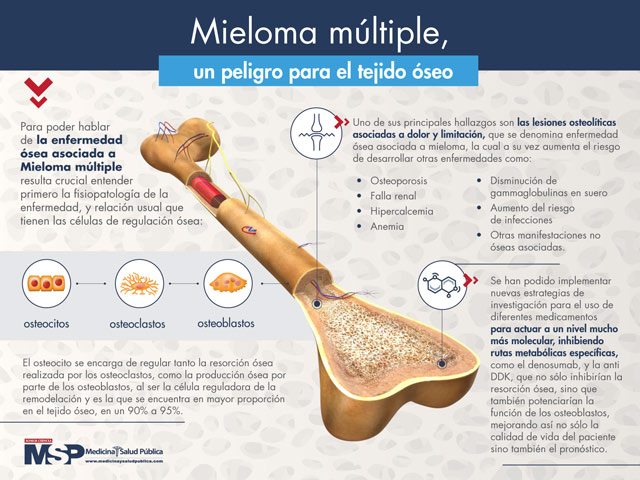 Mieloma múltiple,
un peligro para el tejido óseo
Para poder hablar
de la enfermedad
ósea asociada a
Mieloma múltiple
resulta crucial entender
primero la fisiopatología de la
enfermedad, y relación usual que
tienen las células de regulación ósea:
Uno de sus principales hallazgos son las lesiones osteolíticas
asociadas a dolor y limitación, que se denomina enfermedad
ósea asociada a mieloma, la cual a su vez aumenta el riesgo
de desarrollar otras enfermedades como:
• Osteoporosis
• Falla renal
• Hipercalcemia
• Anemia
• Disminución de
gammaglobulinas en suero
• Aumento del riesgo
de infecciones
• Otras manifestaciones no
óseas asociadas.
osteocitos
osteoclastos
osteoblastos
Se han podido implementar
nuevas estrategias de
investigación para el uso de
diferentes medicamentos
para actuar a un nivel mucho
más molecular, inhibiendo
rutas metabólicas específicas,
como el denosumab, y la anti
DDK, que no sólo inhibirían la
resorción ósea, sino que
también potenciarían la
función de los osteoblastos,
mejorando así no sólo la
calidad de vida del paciente
sino también el pronóstico.
El osteocito se encarga de regular tanto la resorción ósea
realizada por los osteoclastos, como la producción ósea por
parte de los osteoblastos, al ser la célula reguladora de la
remodelación y es la que se encuentra en mayor proporción
en el tejido óseo, en un 90% a 95%.
MSP
Medicina y Salud Pública
www.medicinaysaludpublica.com